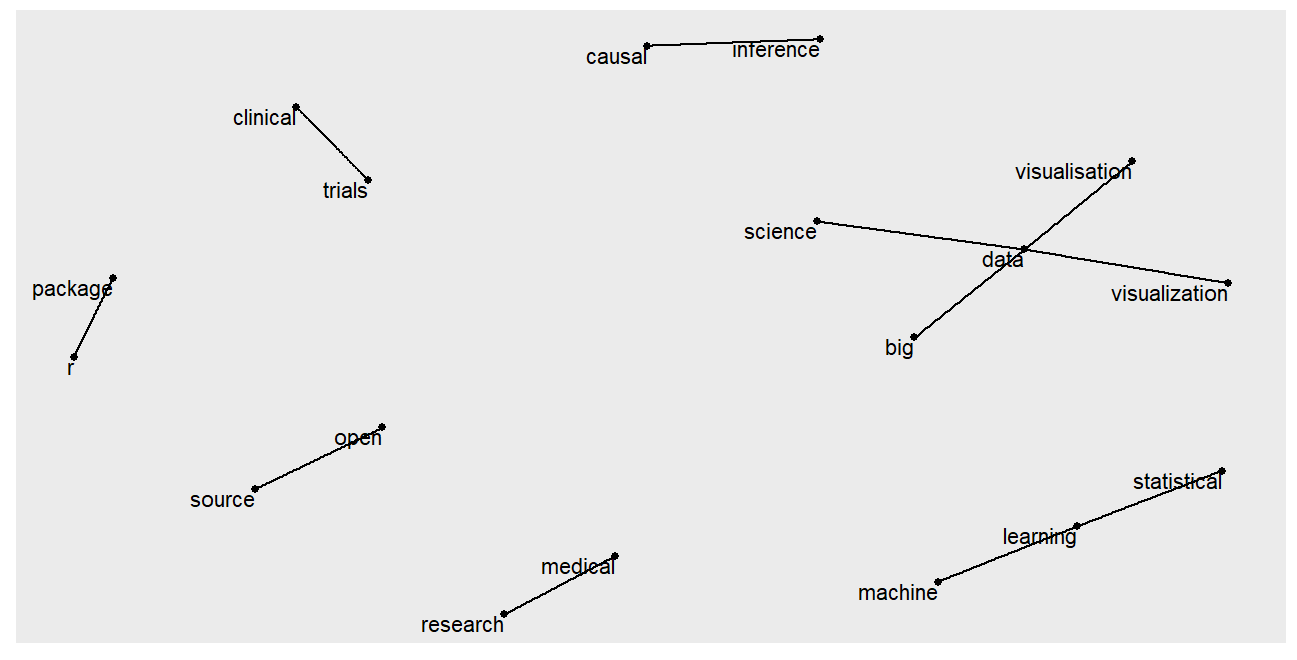 causal
inference
clinical
trials
visualisation
science
data
package
visualization
big
r
open
source
statistical
learning
medical
machine
research